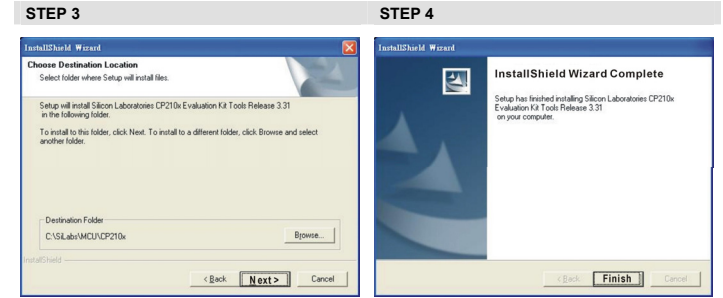 STEP 3
InstallShield Wizard
Choose Destination Location
Select folder where Setup will install files.
Setup will install Silicon Laboratories CP210x Evaluation Kit Tools Release 3.31
in the following folder.
To install to this folder, click Next. To install to a different folder, click Browse and select
another folder.
Destination Folder
C:\SiLabs\MCU\CP210x
Browse...
InstallShield
< Back
Next >
Cancel
STEP 4
InstallShield Wizard
InstallShield Wizard Complete
Setup has finished installing Silicon Laboratories CP210x
Evaluation Kit Tools Release 3.31
on your computer.
< Back
Finish
Cancel